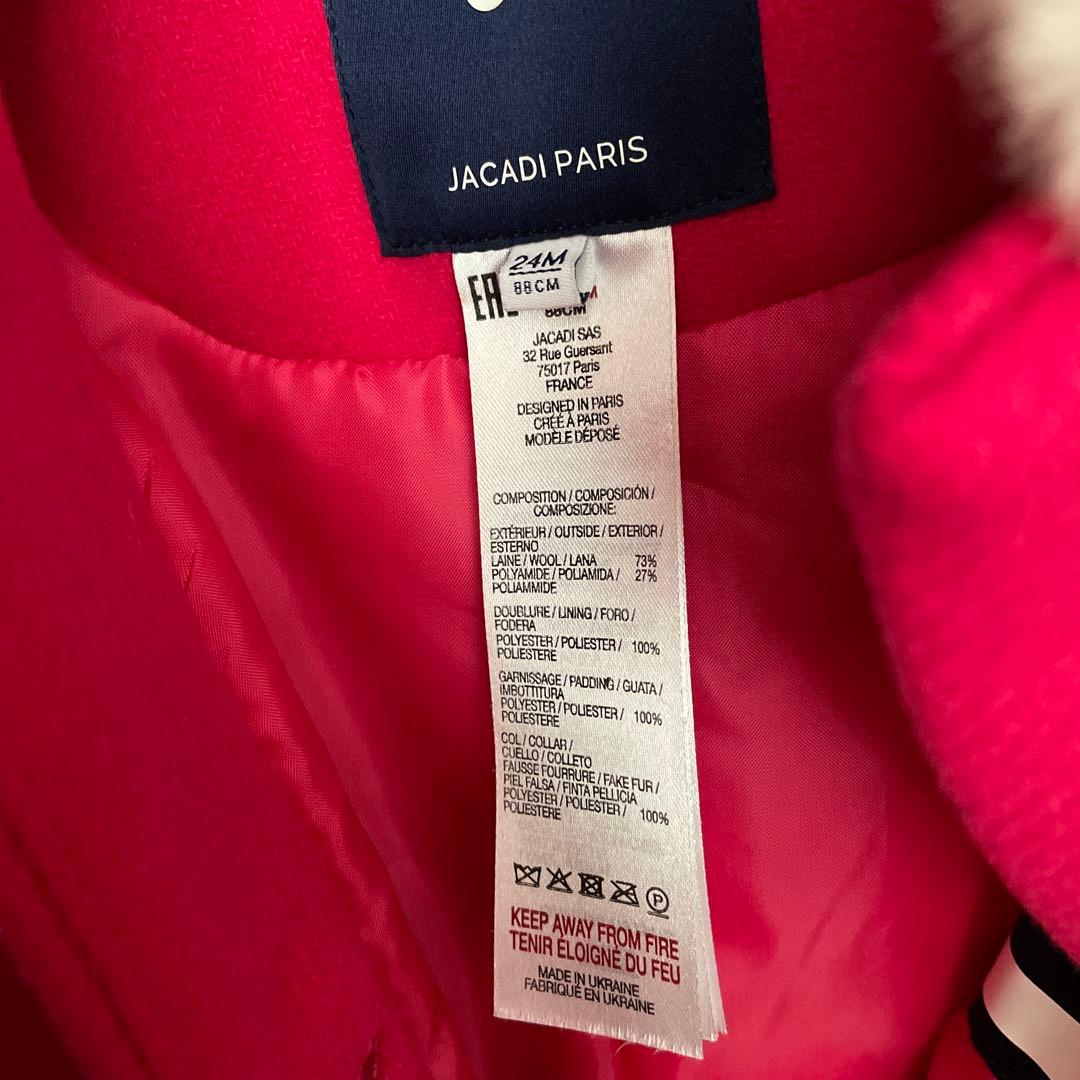 JACADI PARIS
24M
88CM
88CM
JACADI SAS
32 Rue Guersant
75017 Paris
FRANCE
DESIGNED IN PARIS
CRÉÉ À PARIS
MODÈLE DÉPOSÉ
COMPOSITION / COMPOSICIÓN /
COMPOSIZIONE:
EXTÉRIEUR / OUTSIDE / EXTERIOR /
ESTERNO
LAINE / WOOL / LANA 73%
POLYAMIDE / POLIAMIDA / 27%
POLIAMMIDE
DOUBLURE / LINING / FORO /
FODERA
POLYESTER / POLIESTER / 100%
POLIESTERE
GARNISSAGE / PADDING / GUATA /
IMBOTTITURA
POLYESTER / POLIESTER / 100%
POLIESTERE
COL / COLLAR /
CUELLO / COLLETO
FAUSSE FOURRURE / FAKE FUR /
PIEL FALSA / FINTA PELLICIA
POLYESTER / POLIESTER / 100%
POLIESTERE
P
KEEP AWAY FROM FIRE
TENIR ÉLOIGNÉ DU FEU
MADE IN UKRAINE
FABRIQUÉ EN UKRAINE